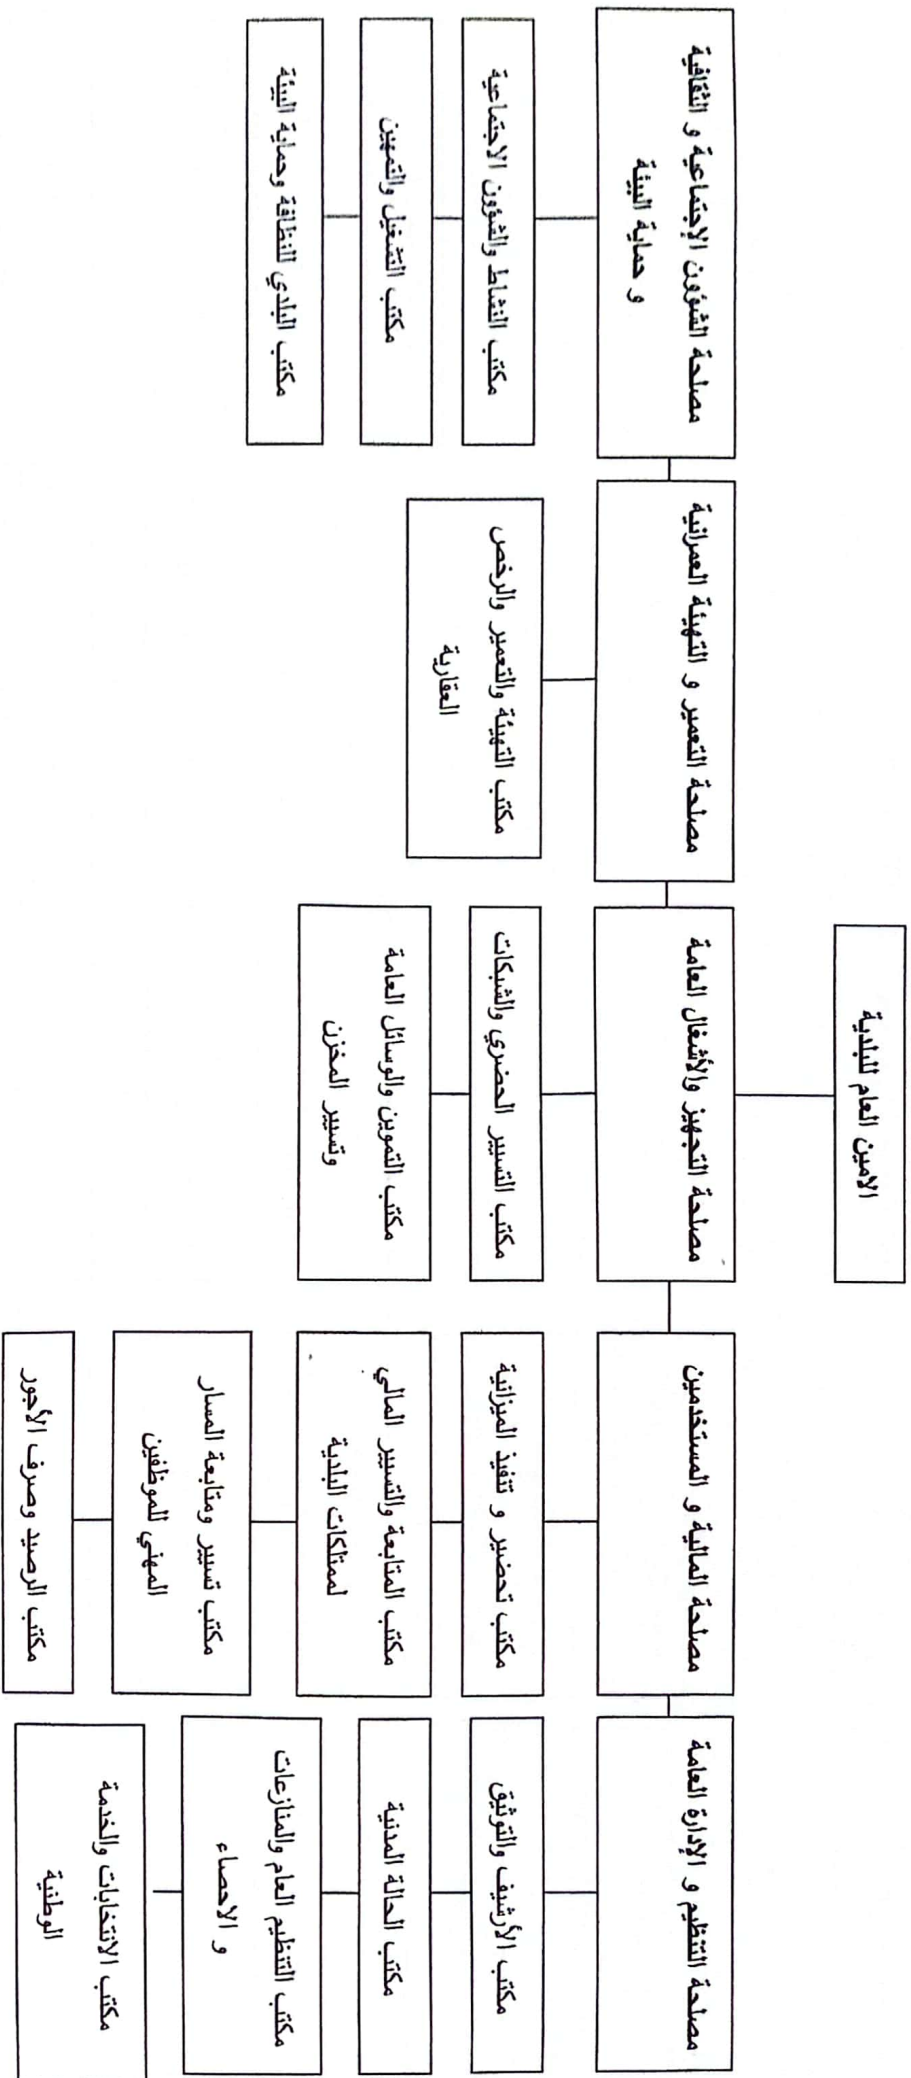 الامين العام للبلدية
مصلحة التنظيم و الإدارة العامة
مكتب الأرشيف والتوثيق
مكتب الحالة المدنية
مكتب التنظيم العام والمنازعات
و الاحصاء
مكتب الانتخابات والخدمة
الوطنية
مصلحة المالية و المستخدمين
مكتب تحضير و تنفيذ الميزانية
مكتب المتابعة والتسيير المالي
لممتلكات البلدية
مكتب تسيير ومتابعة المسار
المهني للموظفين
مكتب الرصيد وصرف الأجور
مصلحة التجهيز والأشغال العامة
مكتب التسيير الحضري والشبكات
مكتب التموين والوسائل العامة
وتسيير المخزن
مصلحة التعمير و التهيئة العمرانية
مكتب التهيئة والتعمير والرخص
العقارية
مصلحة الشؤون الإجتماعية و الثقافية
و حماية البيئة
مكتب النشاط والشؤون الاجتماعية
مكتب التشغيل والتمهين
مكتب البلدي للنظافة وحماية البيئة